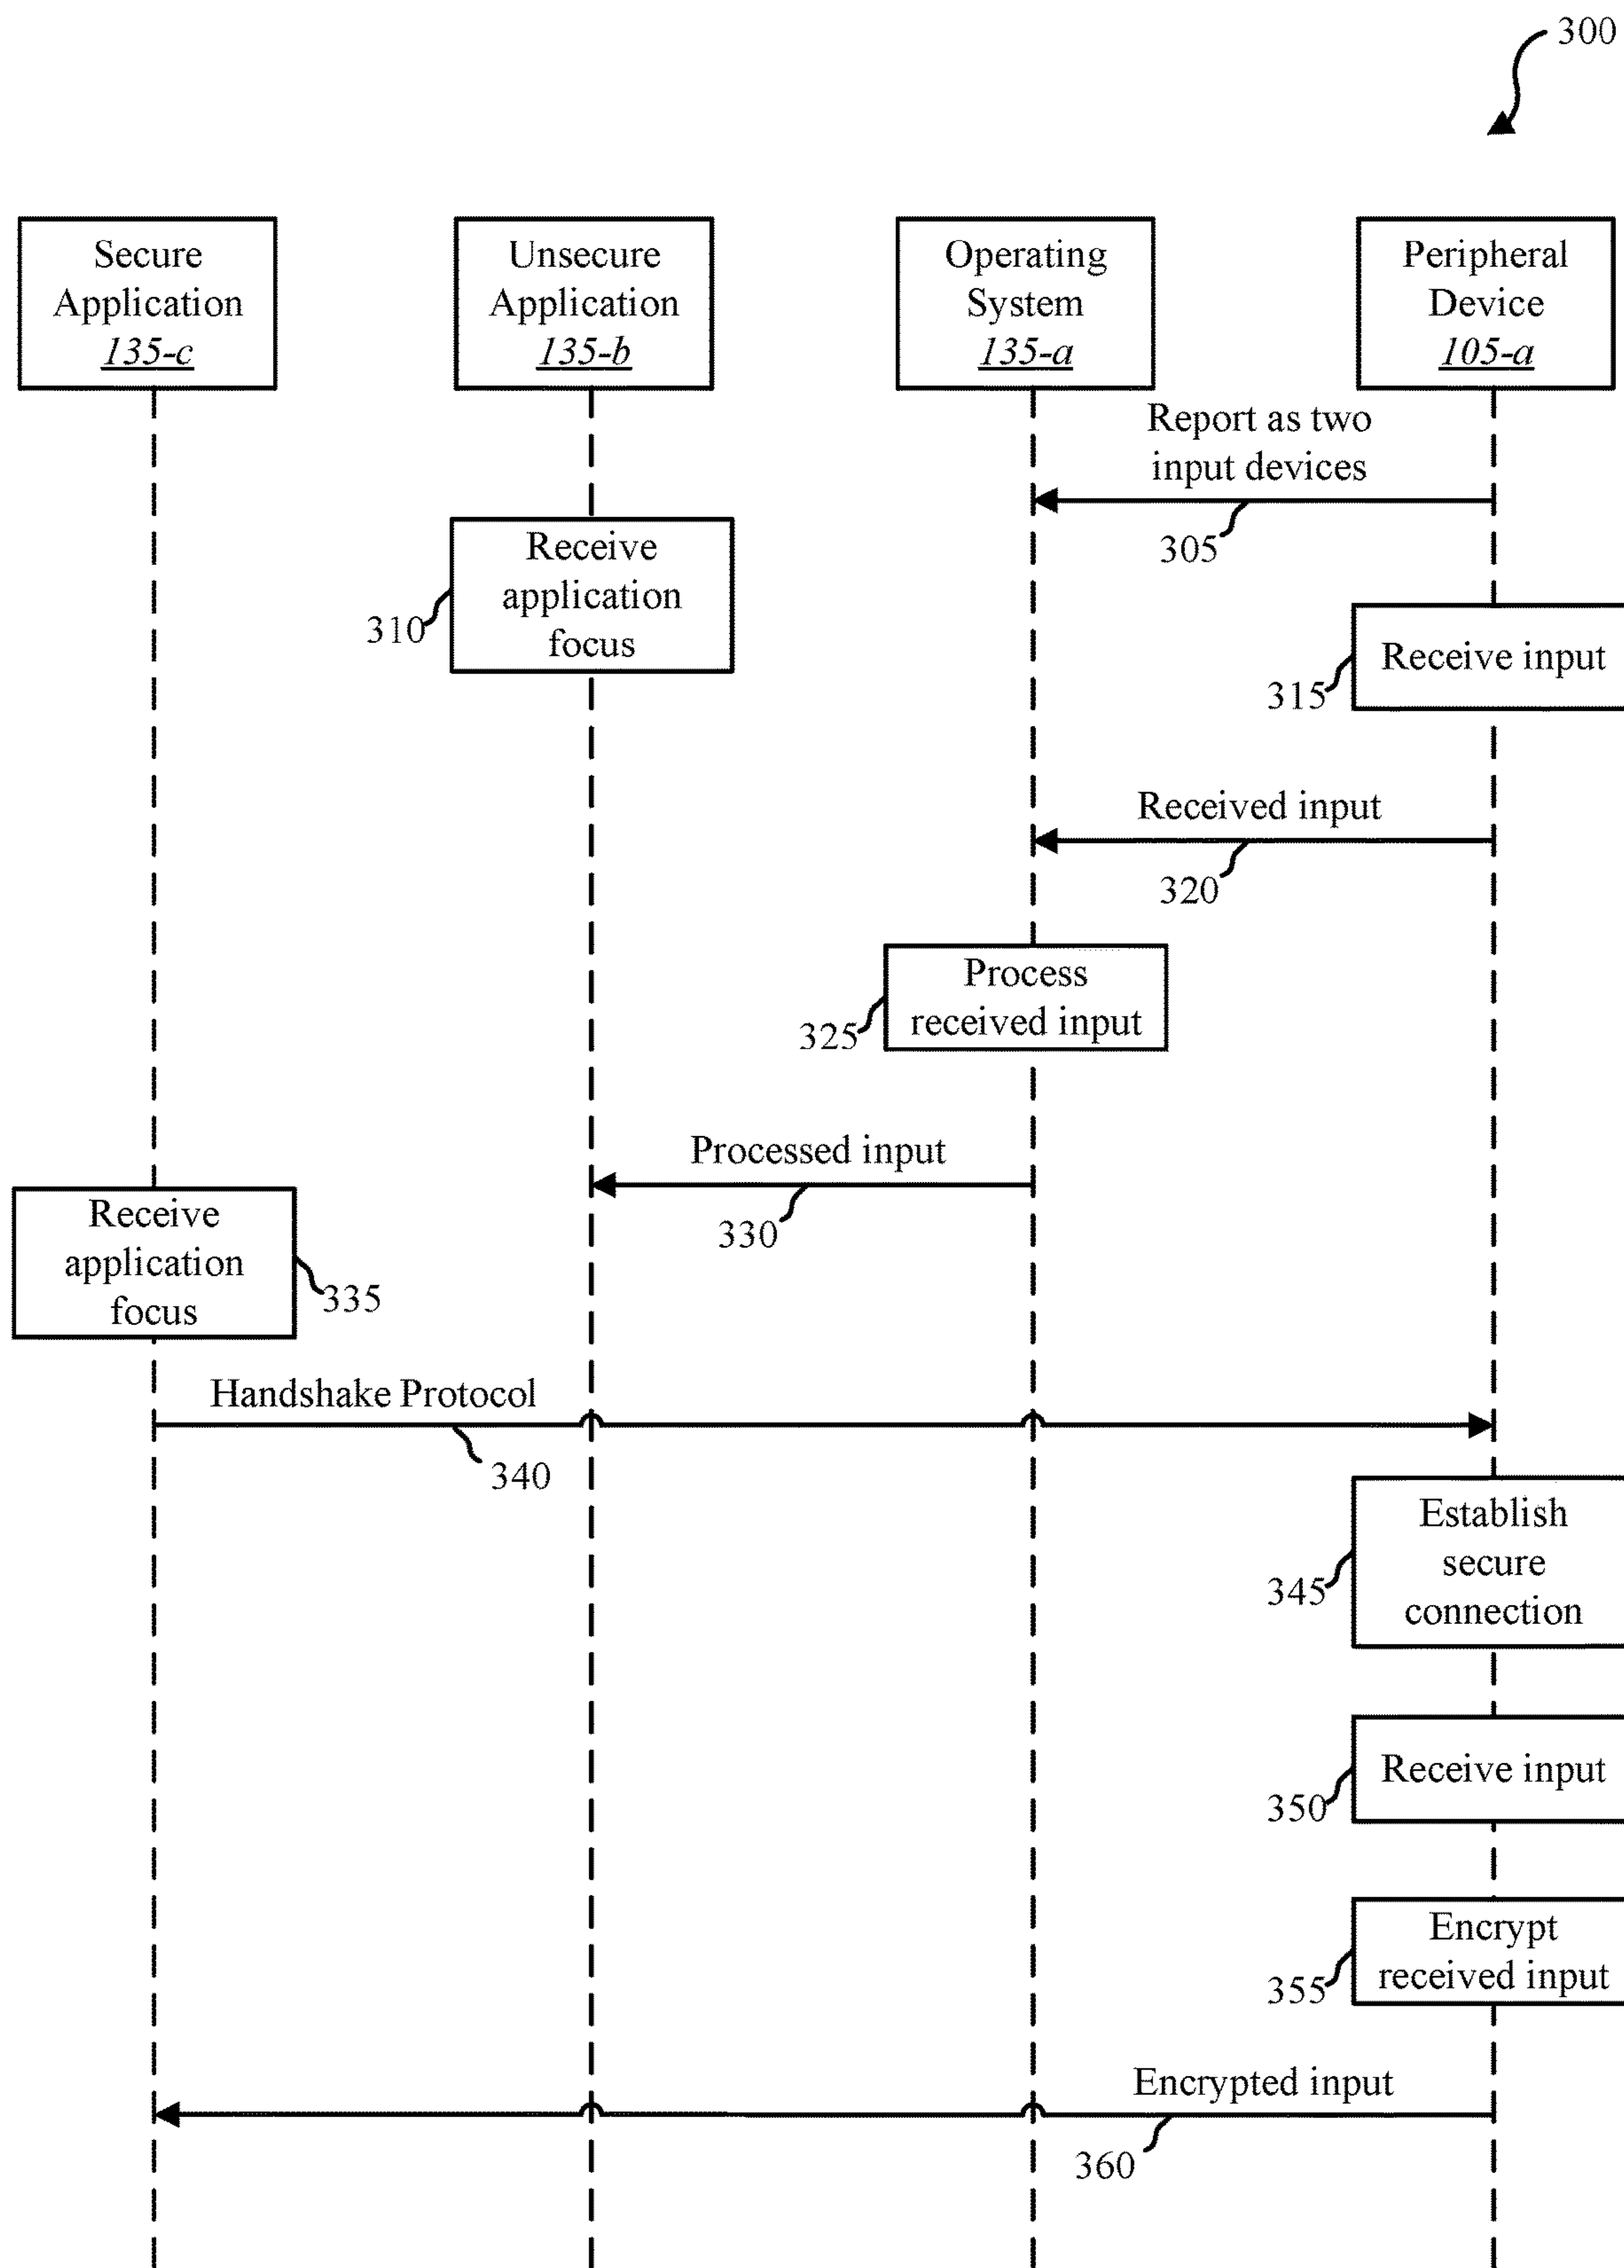 300
Secure
Application
135-c
Unsecure
Application
135-b
Operating
System
135-a
Peripheral
Device
105-a
Report as two
input devices
305
Receive
application
focus
310
Receive input
315
Received input
320
Process
received input
325
Processed input
330
Receive
application
focus
335
Handshake Protocol
340
Establish
secure
connection
345
Receive input
350
Encrypt
received input
355
Encrypted input
360